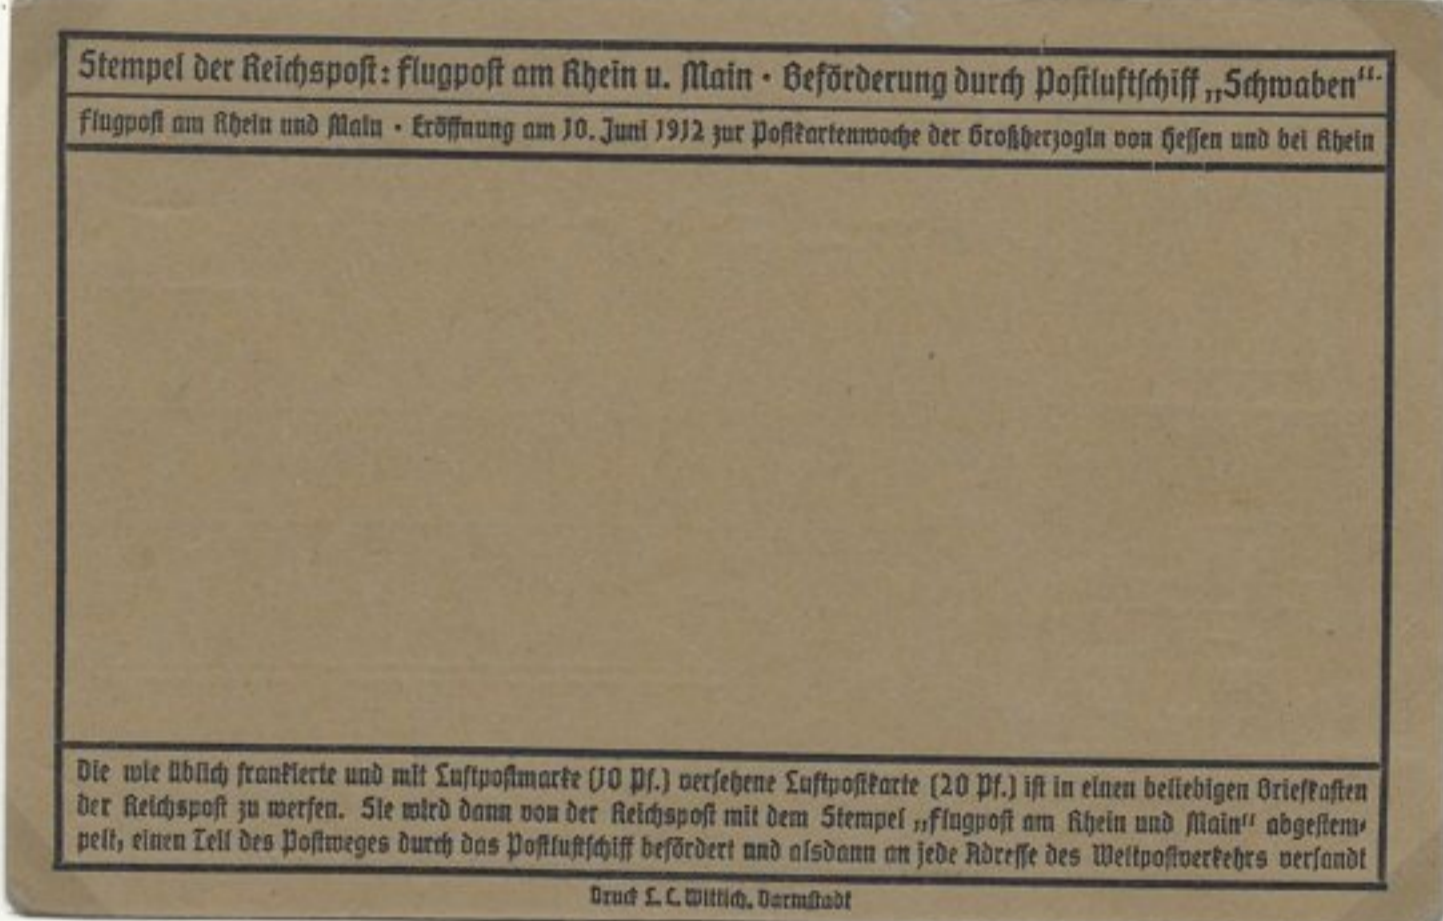 Stempel der Reichspost: Flugpost am Rhein u. Main · Beförderung durch Postluftschiff „Schwaben“.
Flugpost am Rhein und Main · Eröffnung am 10. Juni 1912 zur Postkartenwoche der Großherzogin von Hessen und bei Rhein
Die wie üblich frankierte und mit Luftpostmarke (10 Pf.) versehene Luftpostkarte (20 Pf.) ist in einen beliebigen Briefkasten
der Reichspost zu werfen. Sie wird dann von der Reichspost mit dem Stempel „Flugpost am Rhein und Main“ abgestem-
pelt, einen Teil des Postweges durch das Postluftschiff befördert und alsdann an jede Adresse des Weltpostverkehrs versandt
Druck L. C. Wittich, Darmstadt